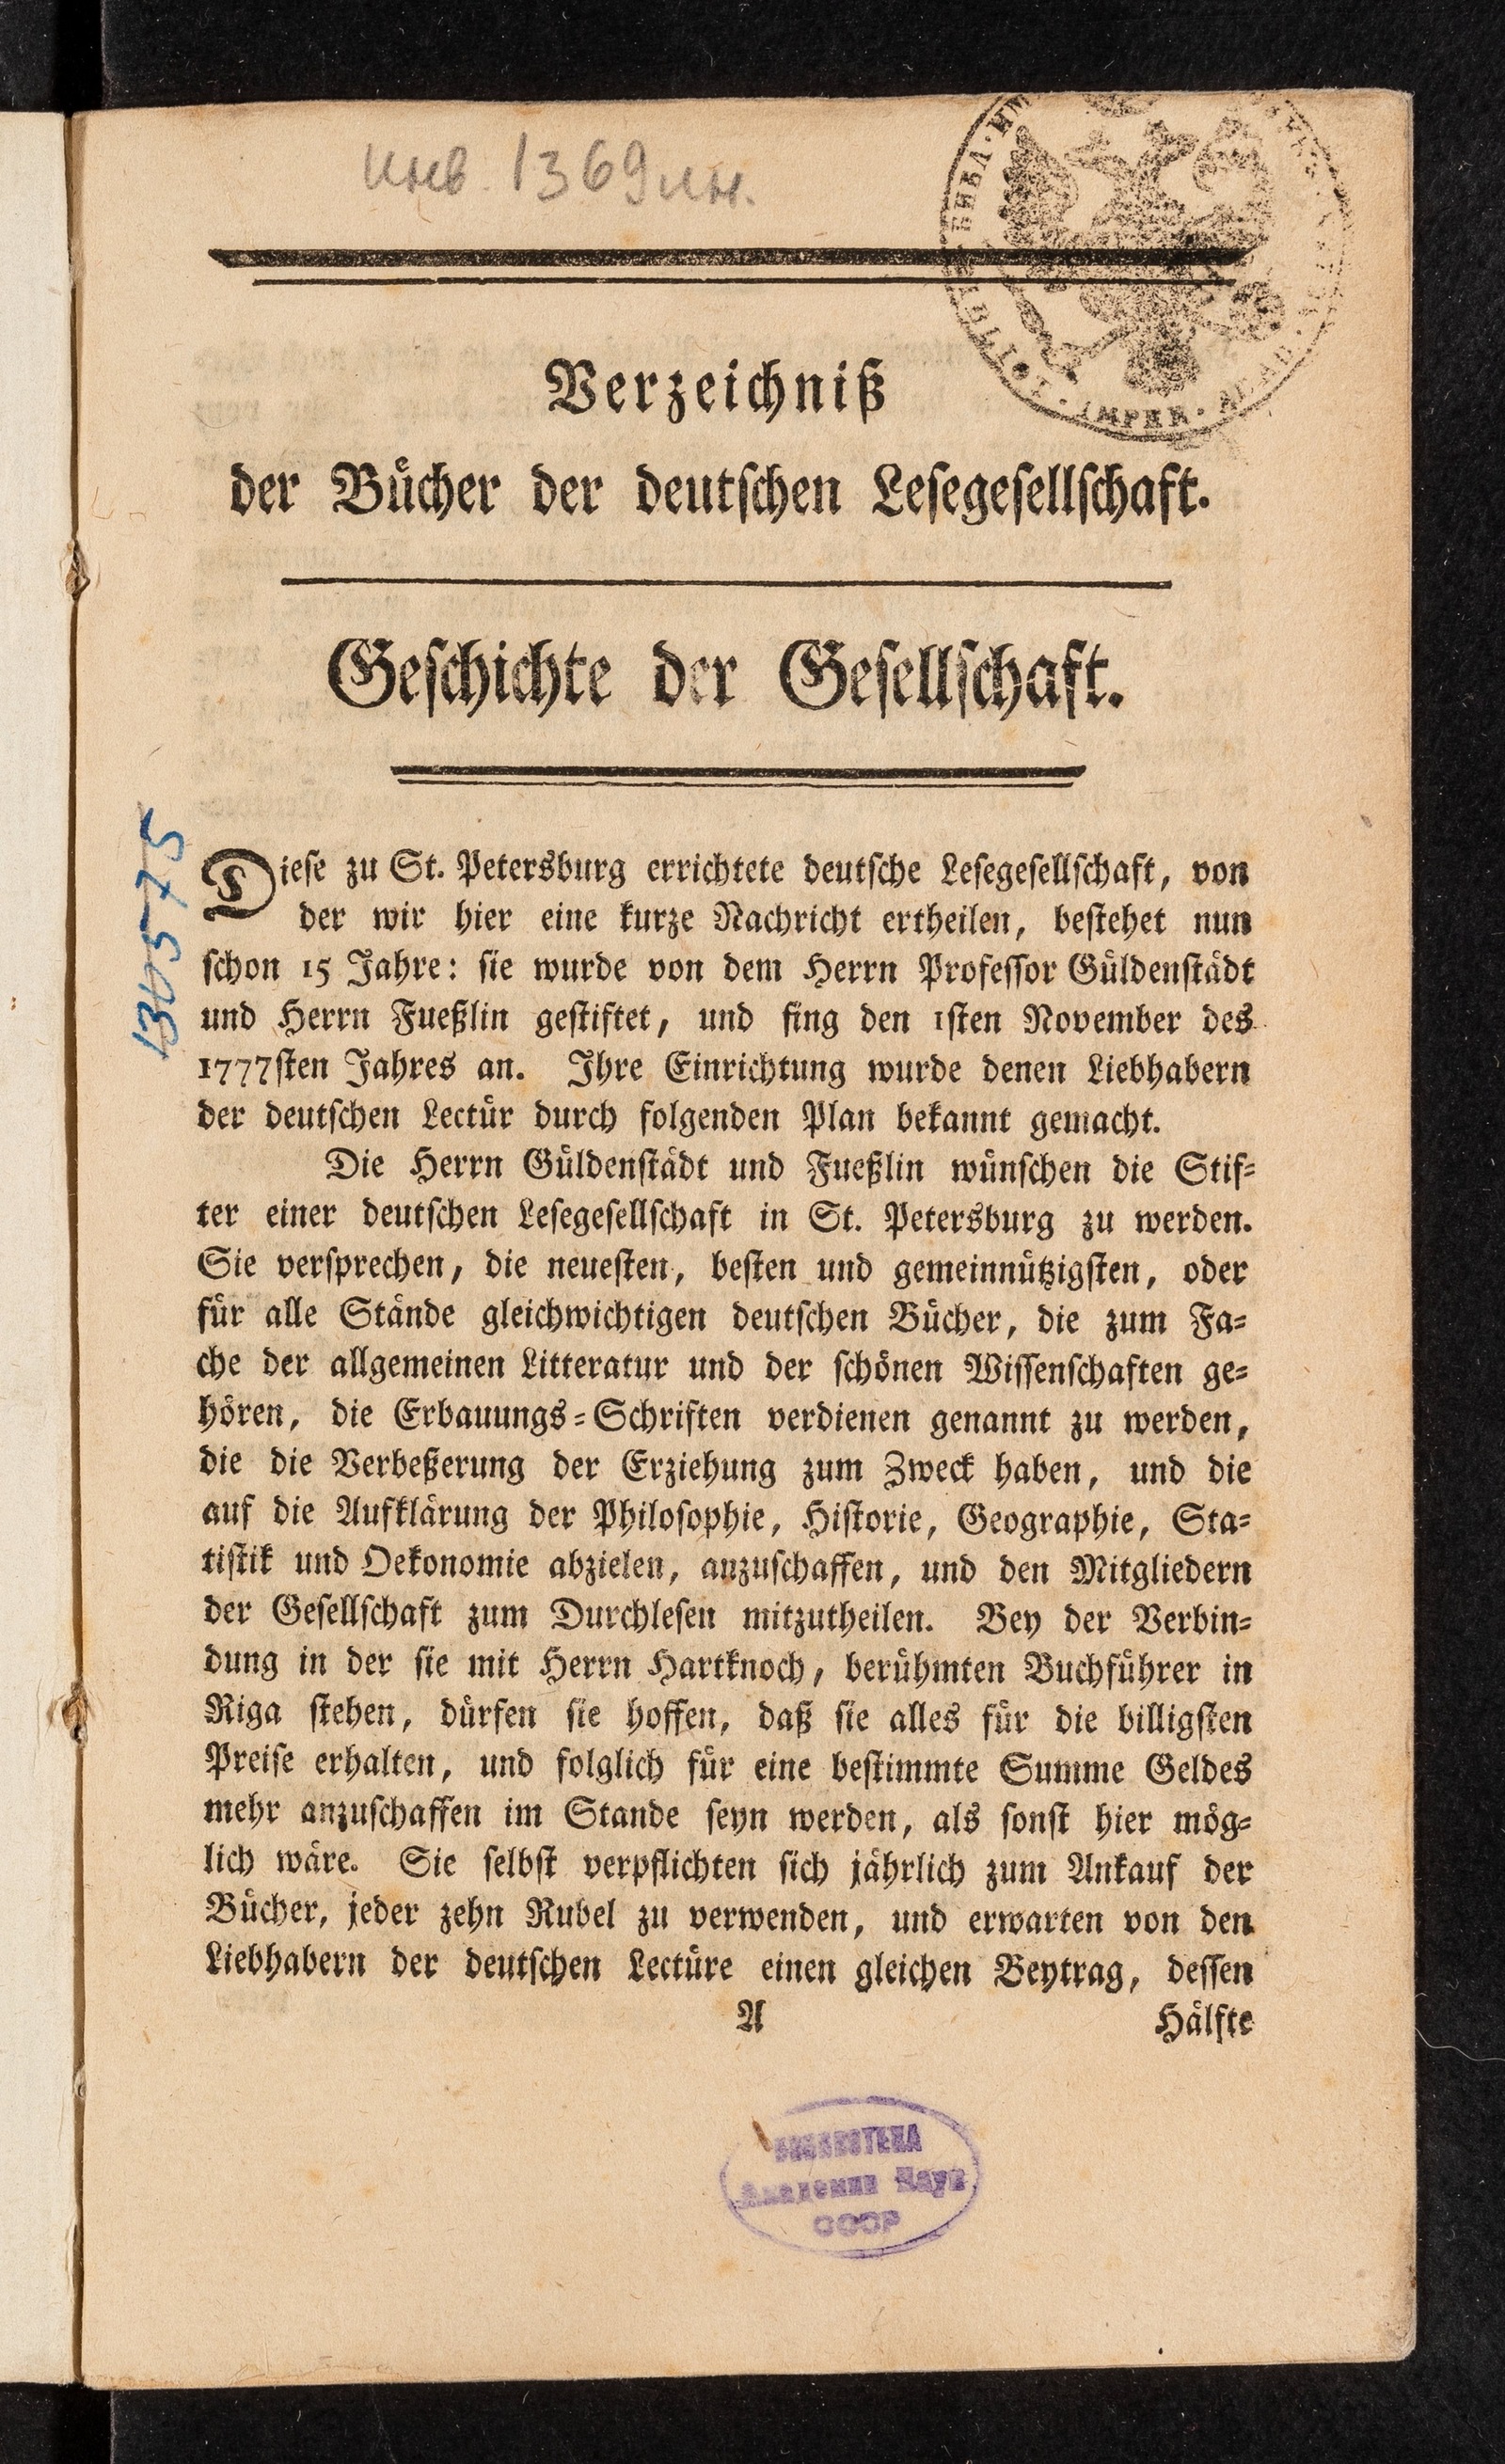 инв. 1369 лн.
Verzeichniß
der Bücher der deutschen Lesegesellschaft.
Geschichte der Gesellschaft.
Diese zu St. Petersburg errichtete deutsche Lesegesellschaft, von
der wir hier eine kurze Nachricht ertheilen, bestehet nun
schon 15 Jahre: sie wurde von dem Herrn Professor Güldenstädt
und Herrn Fueßlin gestiftet, und fing den 1sten November des
1777sten Jahres an. Ihre Einrichtung wurde denen Liebhabern
der deutschen Lectür durch folgenden Plan bekannt gemacht.
Die Herrn Güldenstädt und Fueßlin wünschen die Stif-
ter einer deutschen Lesegesellschaft in St. Petersburg zu werden.
Sie versprechen, die neuesten, besten und gemeinnützigsten, oder
für alle Stände gleichwichtigen deutschen Bücher, die zum Fa-
che der allgemeinen Litteratur und der schönen Wissenschaften ge-
hören, die Erbauungs-Schriften verdienen genannt zu werden,
die die Verbeßerung der Erziehung zum Zweck haben, und die
auf die Aufklärung der Philosophie, Historie, Geographie, Sta-
tistik und Oekonomie abzielen, anzuschaffen, und den Mitgliedern
der Gesellschaft zum Durchlesen mitzutheilen. Bey der Verbin-
dung in der sie mit Herrn Hartknoch, berühmten Buchführer in
Riga stehen, dürfen sie hoffen, daß sie alles für die billigsten
Preise erhalten, und folglich für eine bestimmte Summe Geldes
mehr anzuschaffen im Stande seyn werden, als sonst hier mög-
lich wäre. Sie selbst verpflichten sich jährlich zum Ankauf der
Bücher, jeder zehn Rubel zu verwenden, und erwarten von den
Liebhabern der deutschen Lectüre einen gleichen Beytrag, dessen
A
Hälfte
БИБЛИОТЕКА
Академии Наук
СССР